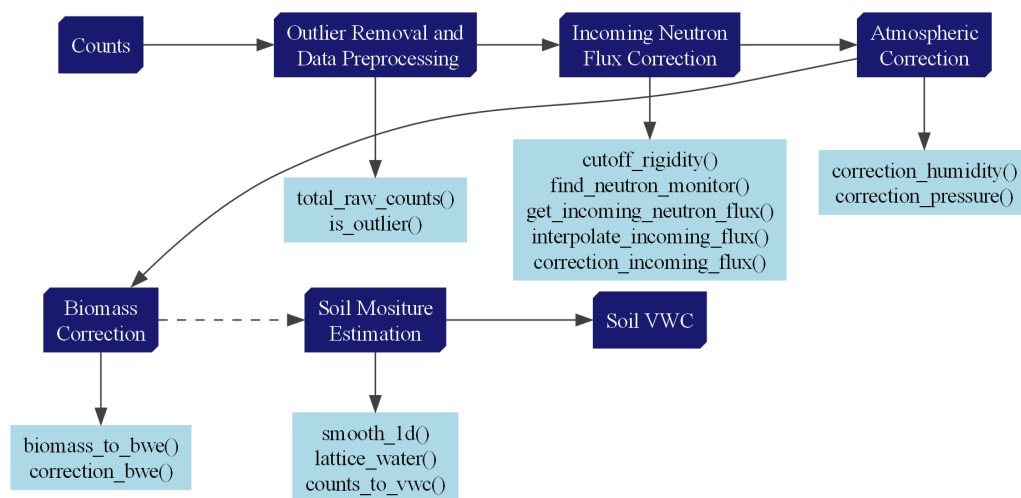 Counts
Outlier Removal and
Data Preprocessing
Incoming Neutron
Flux Correction
Atmospheric
Correction
total_raw_counts()
is_outlier()
cutoff_rigidity()
find_neutron_monitor()
get_incoming_neutron_flux()
interpolate_incoming_flux()
correction_incoming_flux()
correction_humidity()
correction_pressure()
Biomass
Correction
Soil Mositure
Estimation
Soil VWC
biomass_to_bwe()
correction_bwe()
smooth_1d()
lattice_water()
counts_to_vwc()